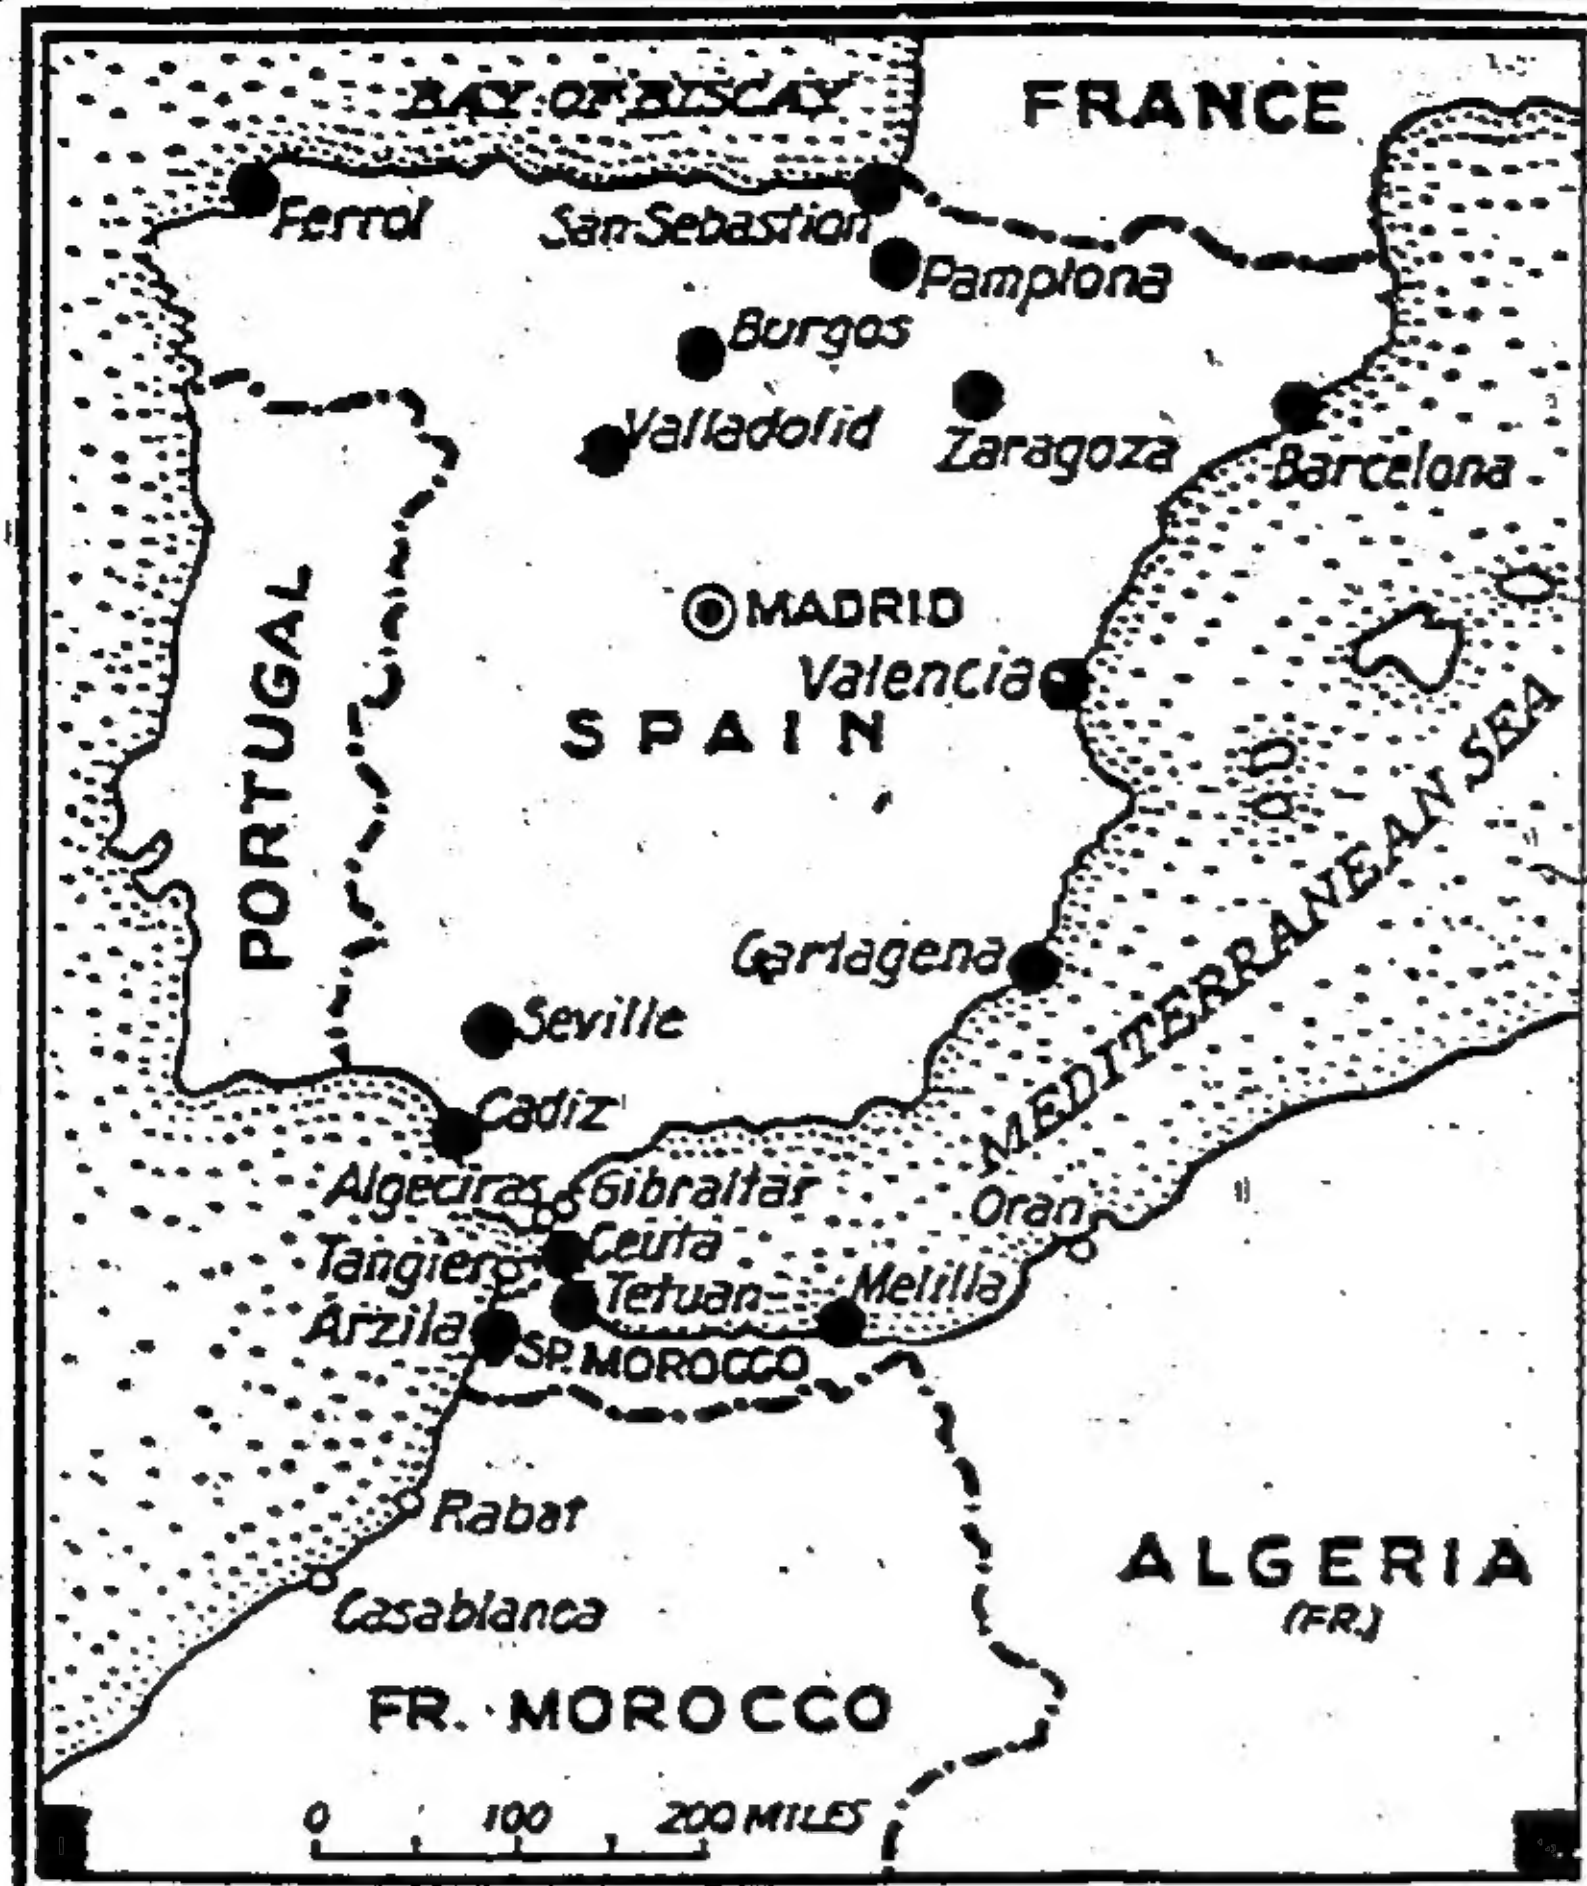 BAY OF BISCAY
FRANCE
Ferrol
San Sebastion
Pamplona
Burgos
Valladolid
Zaragoza
Barcelona
MADRID
Valencia
SPAIN
PORTUGAL
MEDITERRANEAN SEA
Cartagena
Seville
Cadiz
Algeciras
Gibraltar
Oran
Ceuta
Tangier
Tetuan
Melilla
Arzila
SP. MOROCCO
Rabat
Casablanca
ALGERIA
(FR.)
FR. MOROCCO
0 100 200 MILES